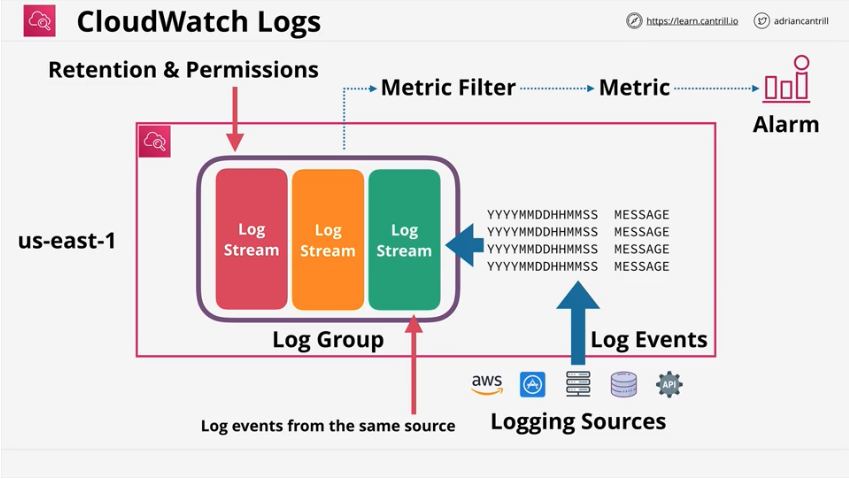 CloudWatch Logs
https://learn.cantrill.io
adriancantrill
Retention & Permissions
Metric Filter
Metric
Alarm
us-east-1
Log
Stream
Log
Stream
Log
Stream
YYYYMMDDHHMMSS MESSAGE
YYYYMMDDHHMMSS MESSAGE
YYYYMMDDHHMMSS MESSAGE
YYYYMMDDHHMMSS MESSAGE
Log Group
Log Events
aws
API
Log events from the same source
Logging Sources